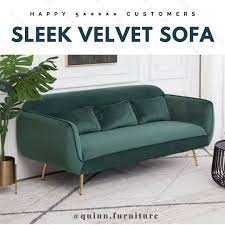 HAPPY 5★★★★★ CUSTOMERS
SLEEK VELVET SOFA
@quinn.furniture